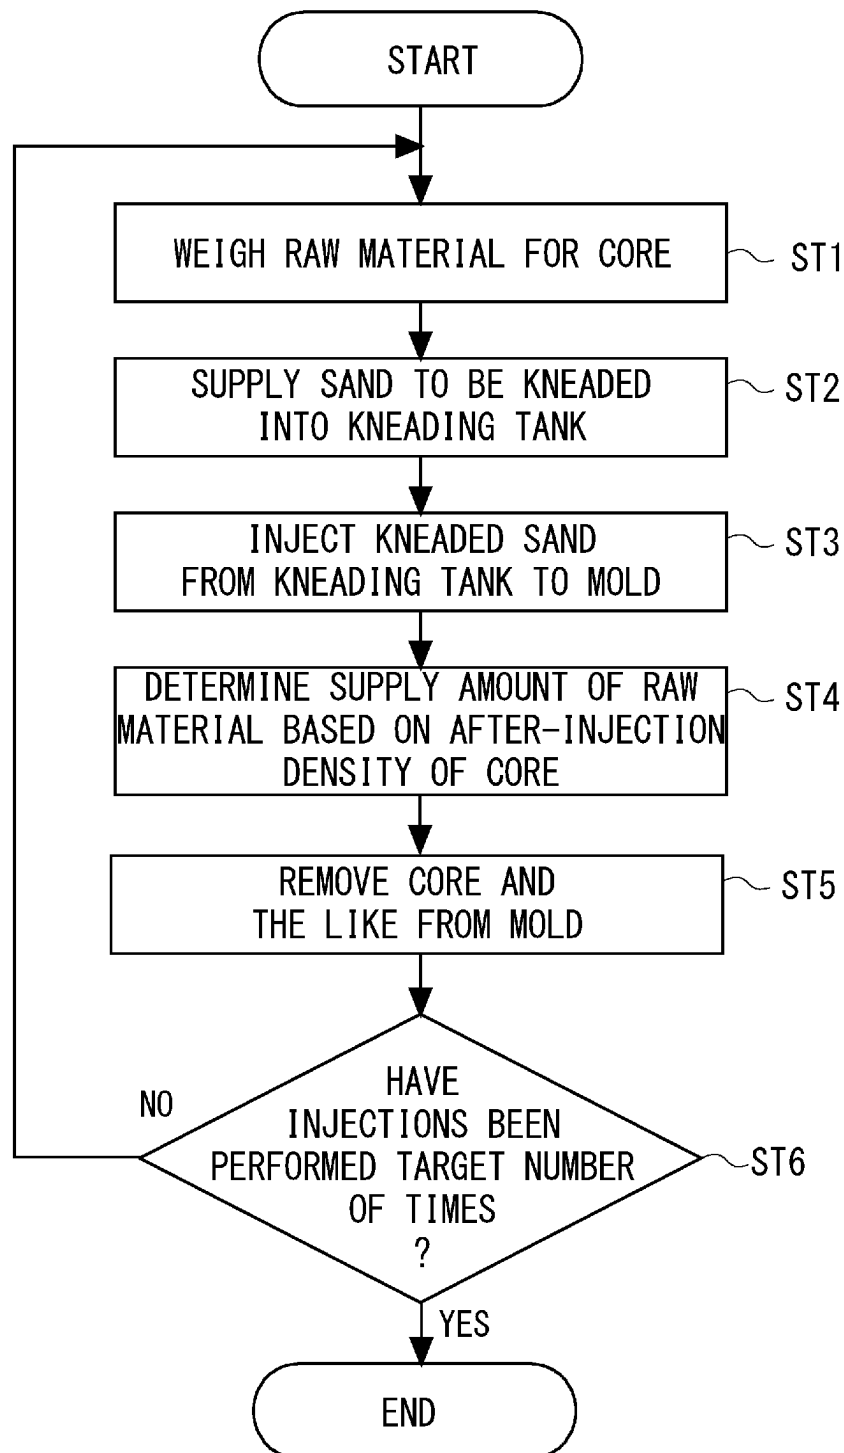 START
WEIGH RAW MATERIAL FOR CORE
ST1
SUPPLY SAND TO BE KNEADED
INTO KNEADING TANK
ST2
INJECT KNEADED SAND
FROM KNEADING TANK TO MOLD
ST3
DETERMINE SUPPLY AMOUNT OF RAW
MATERIAL BASED ON AFTER-INJECTION
DENSITY OF CORE
ST4
REMOVE CORE AND
THE LIKE FROM MOLD
ST5
HAVE
INJECTIONS BEEN
PERFORMED TARGET NUMBER
OF TIMES
?
ST6
NO
YES
END